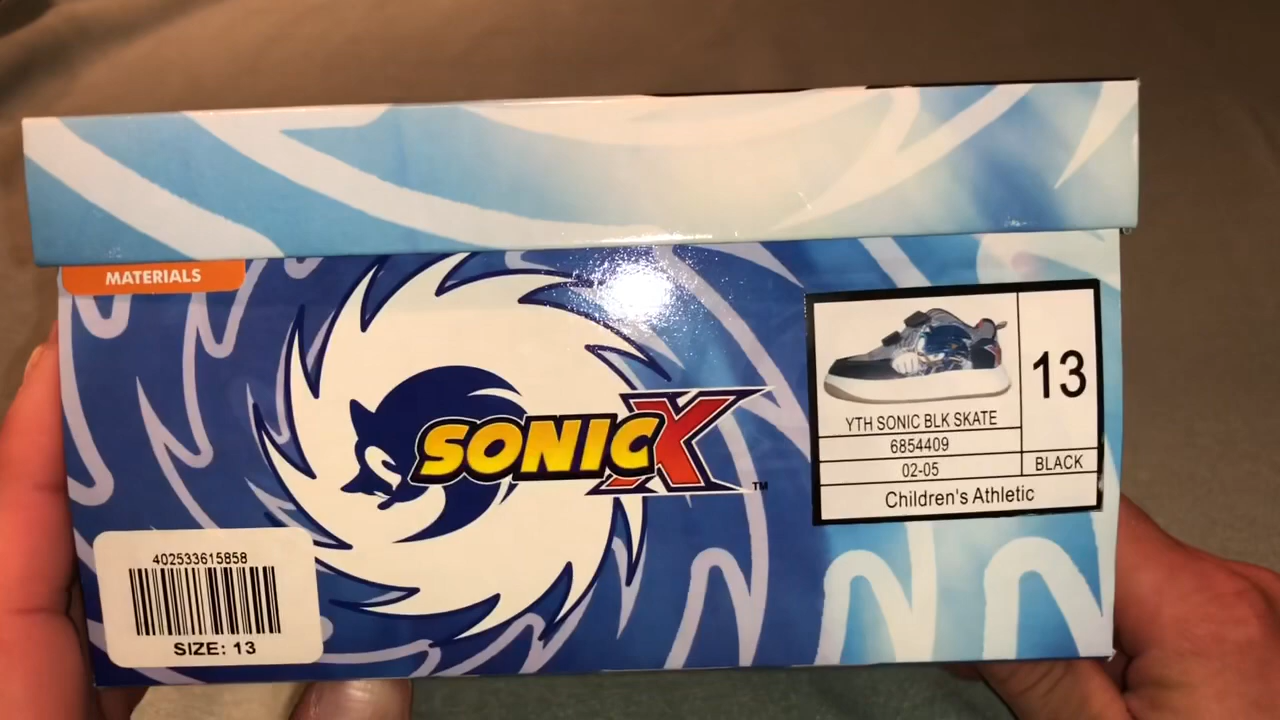 MATERIALS
SONIC X
TM
13
YTH SONIC BLK SKATE
6854409
02-05
BLACK
Children's Athletic
402533615858
SIZE: 13